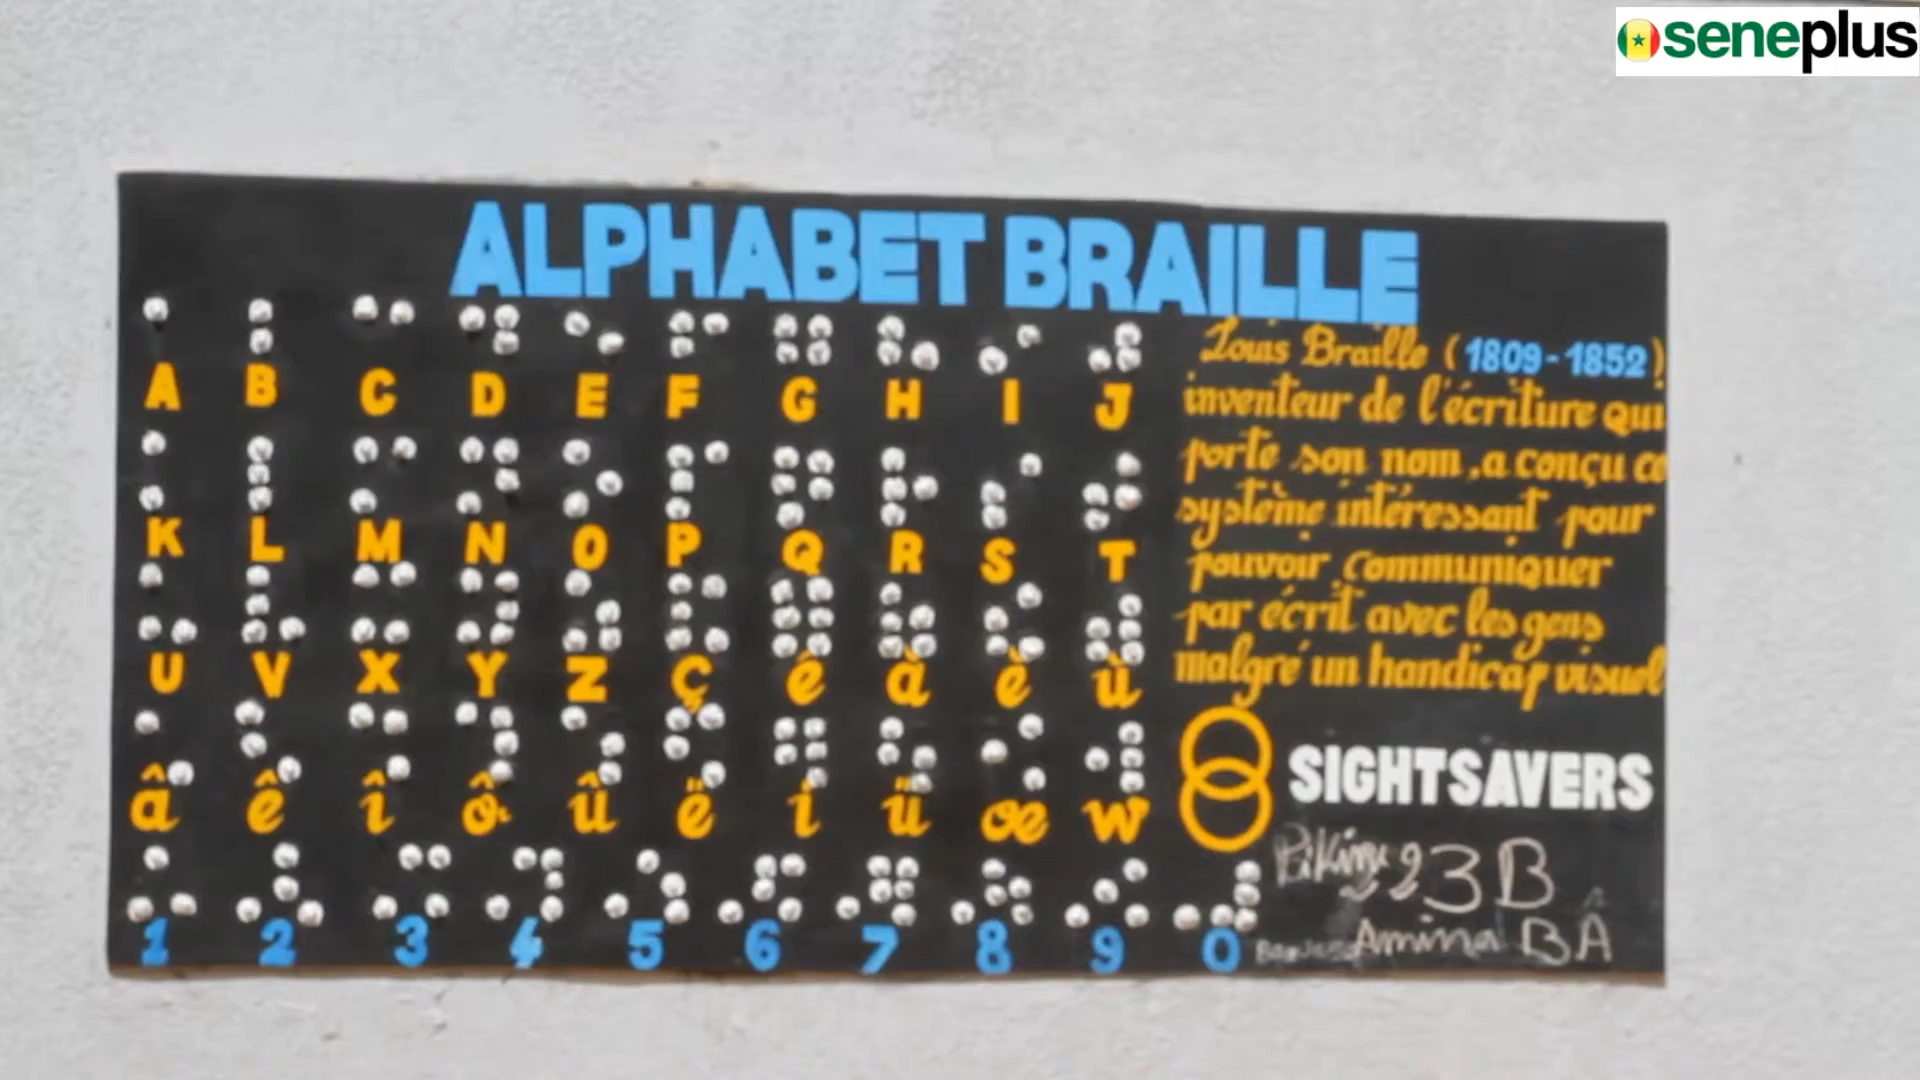 seneplus
ALPHABET BRAILLE
A B C D E F G H I J
K L M N O P Q R S T
U V X Y Z Ç é à è ù
â ê î ô û ë i ü œ w
1 2 3 4 5 6 7 8 9 0
Louis Braille (1809-1852)
inventeur de l'écriture qui
porte son nom, a conçu ce
système intéressant pour
pouvoir communiquer
par écrit avec les gens
malgré un handicap visuel
SIGHTSAVERS
23B
Amina BÂ